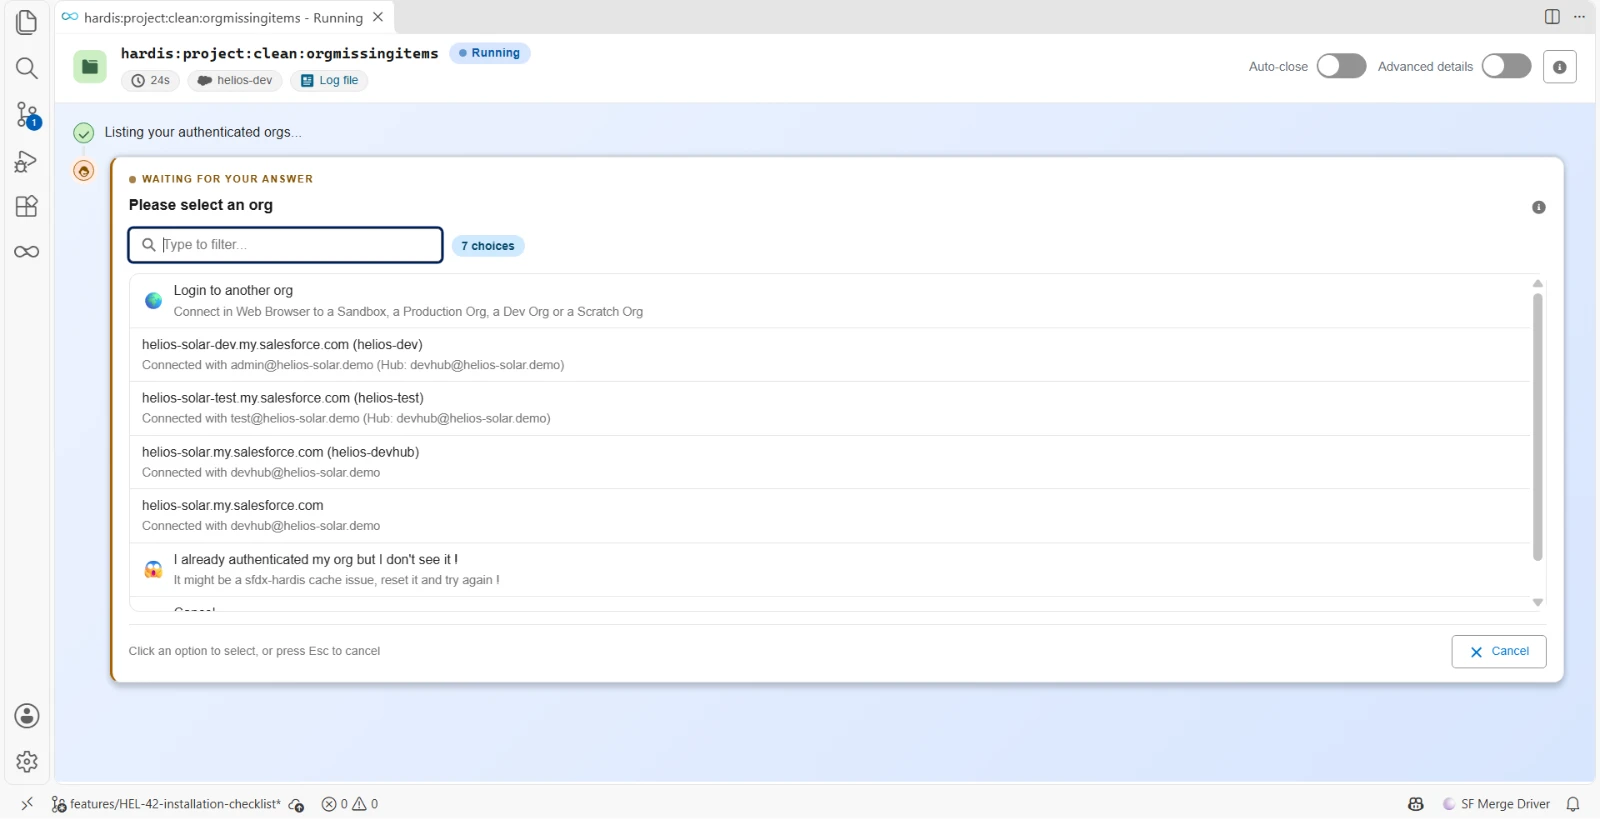 hardis:project:clean:orgmissingitems - Running
hardis:project:clean:orgmissingitems
Running
24s
helios-dev
Log file
Auto-close
Advanced details
1
Listing your authenticated orgs...
WAITING FOR YOUR ANSWER
Please select an org
Type to filter...
7 choices
Login to another org
Connect in Web Browser to a Sandbox, a Production Org, a Dev Org or a Scratch Org
helios-solar-dev.my.salesforce.com (helios-dev)
Connected with admin@helios-solar.demo (Hub: devhub@helios-solar.demo)
helios-solar-test.my.salesforce.com (helios-test)
Connected with test@helios-solar.demo (Hub: devhub@helios-solar.demo)
helios-solar.my.salesforce.com (helios-devhub)
Connected with devhub@helios-solar.demo
helios-solar.my.salesforce.com
Connected with devhub@helios-solar.demo
I already authenticated my org but I don't see it !
It might be a sfdx-hardis cache issue, reset it and try again !
Cancel
Click an option to select, or press Esc to cancel
Cancel
features/HEL-42-installation-checklist*
0
0
SF Merge Driver